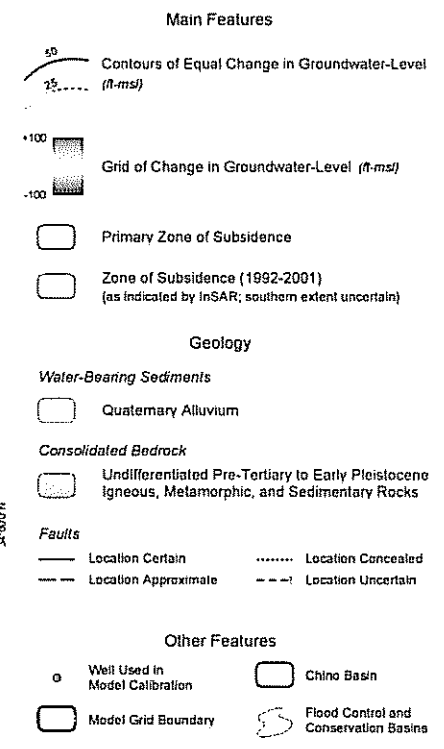 Main Features
50
Contours of Equal Change in Groundwater-Level
25
(ft-msl)
+100
Grid of Change in Groundwater-Level (ft-msl)
-100
Primary Zone of Subsidence
Zone of Subsidence (1992-2001)
(as indicated by InSAR; southern extent uncertain)
Geology
Water-Bearing Sediments
Quaternary Alluvium
Consolidated Bedrock
Undifferentiated Pre-Tertiary to Early Pleistocene
Igneous, Metamorphic, and Sedimentary Rocks
Faults
Location Certain
Location Concealed
Location Approximate
Location Uncertain
Other Features
Well Used in
Model Calibration
Chino Basin
Model Grid Boundary
Flood Control and
Conservation Basins